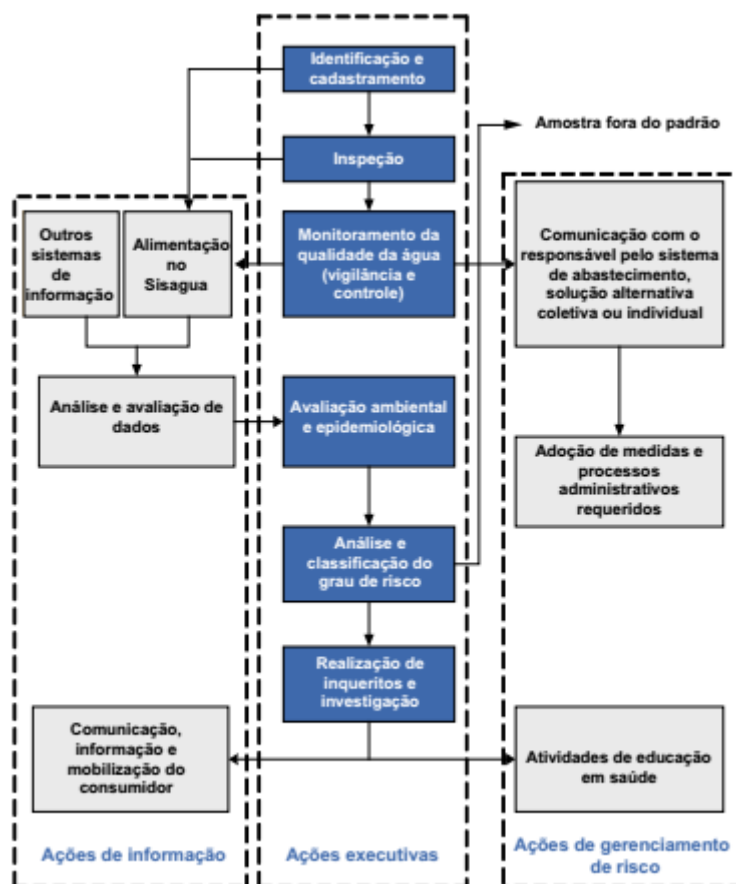 Identificação e
cadastramento
Amostra fora do padrão
Inspeção
Outros
sistemas
de
informação
Alimentação
no
Sisagua
Monitoramento da
qualidade da água
(vigilância e
controle)
Comunicação com o
responsável pelo sistema
de abastecimento,
solução alternativa
coletiva ou individual
Análise e avaliação de
dados
Avaliação ambiental
e epidemiológica
Adoção de medidas e
processos
administrativos
requeridos
Análise e
classificação do
grau de risco
Realização de
inqueritos e
investigação
Comunicação,
informação e
mobilização do
consumidor
Atividades de educação
em saúde
Ações de informação
Ações executivas
Ações de gerenciamento
de risco